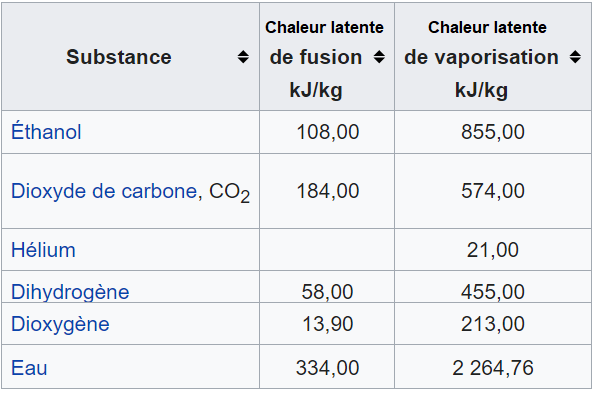 Substance Chaleur latente de fusion kJ/kg Chaleur latente de vaporisation kJ/kg
Éthanol 108,00 855,00
Dioxyde de carbone, CO2 184,00 574,00
Hélium 21,00
Dihydrogène 58,00 455,00
Dioxygène 13,90 213,00
Eau 334,00 2 264,76